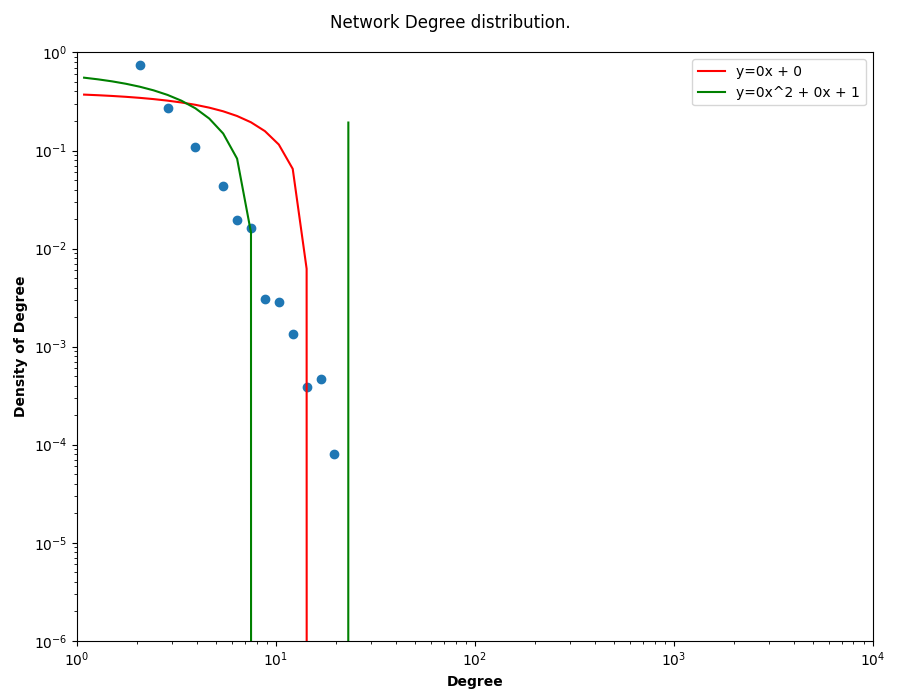 Network Degree distribution.
y=0x + 0
y=0x^2 + 0x + 1
Density of Degree
10^0
10^-1
10^-2
10^-3
10^-4
10^-5
10^-6
10^0 10^1 10^2 10^3 10^4
Degree